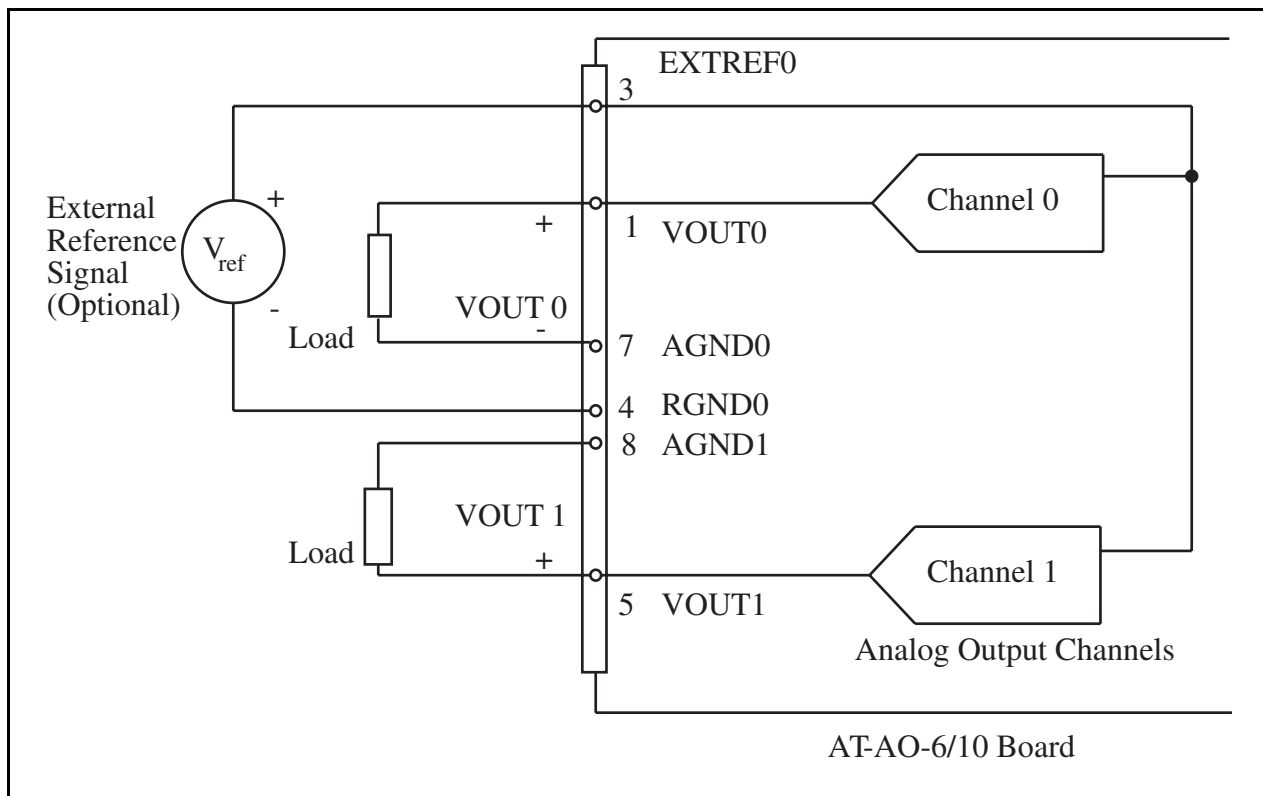 EXTREF0
3
+
External
Reference
Signal
(Optional)
Vref
-
+
1 VOUT0
Channel 0
VOUT 0
-
Load
7 AGND0
4 RGND0
8 AGND1
VOUT 1
Load
+
Channel 1
5 VOUT1
Analog Output Channels
AT-AO-6/10 Board